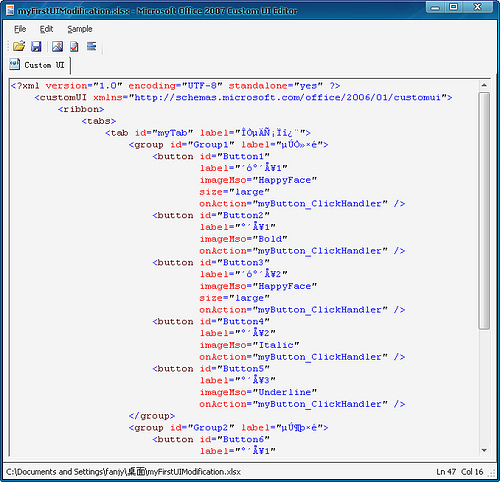 myFirstUIModification.xlsx - Microsoft Office 2007 Custom UI Editor
File Edit Sample
Custom UI
<?xml version="1.0" encoding="UTF-8" standalone="yes" ?>
<customUI xmlns="http://schemas.microsoft.com/office/2006/01/customui">
<ribbon>
<tabs>
<tab id="myTab" label="ÎÒµÄÑ¡Ïî¿¨">
<group id="Group1" label="µÚÒ»×é">
<button id="Button1"
label="´ó°´Å¥1"
imageMso="HappyFace"
size="large"
onAction="myButton_ClickHandler" />
<button id="Button2"
label="°´Å¥1"
imageMso="Bold"
onAction="myButton_ClickHandler" />
<button id="Button3"
label="´ó°´Å¥2"
imageMso="HappyFace"
size="large"
onAction="myButton_ClickHandler" />
<button id="Button4"
label="°´Å¥2"
imageMso="Italic"
onAction="myButton_ClickHandler" />
<button id="Button5"
label="°´Å¥3"
imageMso="Underline"
onAction="myButton_ClickHandler" />
</group>
<group id="Group2" label="µÚ¶þ×é">
<button id="Button6"
label="°´Å¥1"
C:\Documents and Settings\fanjy\桌面\myFirstUIModification.xlsx Ln 47 Col 16